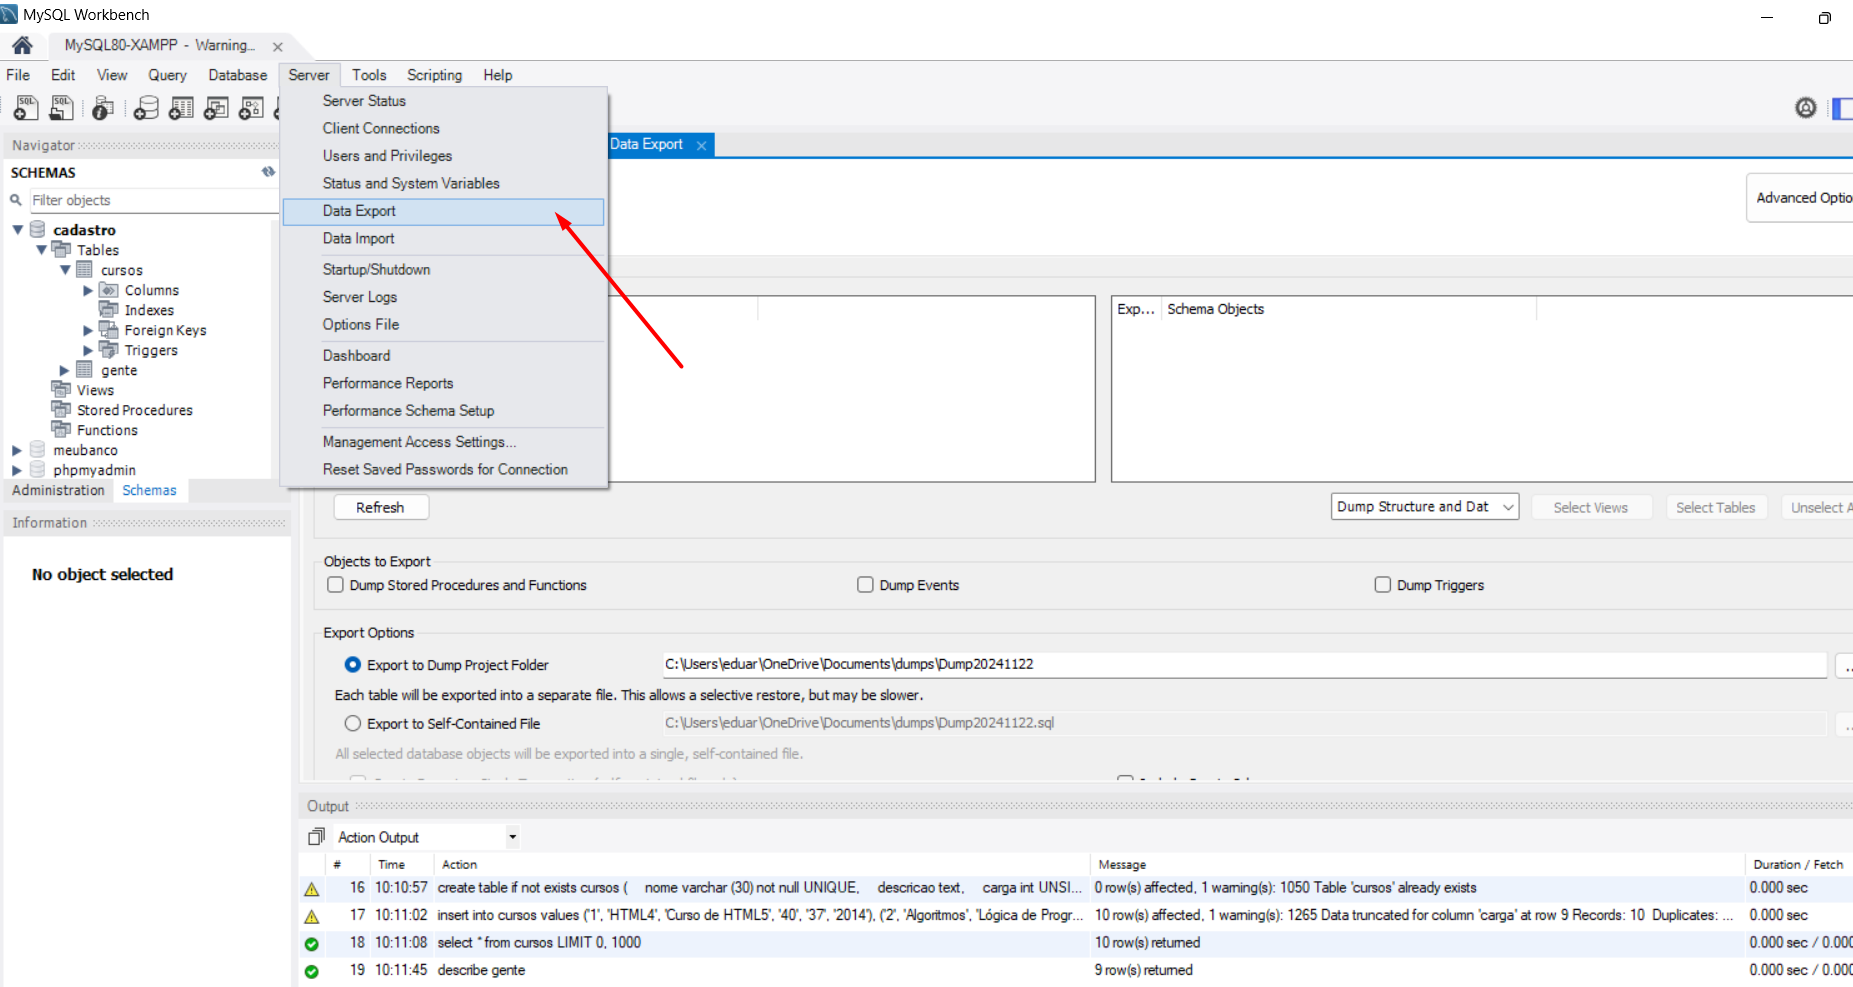 MySQL Workbench
MySQL80-XAMPP - Warning...
File Edit View Query Database Server Tools Scripting Help
Server Status
Client Connections
Users and Privileges
Status and System Variables
Data Export
Data Import
Startup/Shutdown
Server Logs
Options File
Dashboard
Performance Reports
Performance Schema Setup
Management Access Settings...
Reset Saved Passwords for Connection
Navigator
SCHEMAS
Filter objects
cadastro
Tables
cursos
Columns
Indexes
Foreign Keys
Triggers
gente
Views
Stored Procedures
Functions
meubanco
phpmyadmin
Administration Schemas
Information
No object selected
Data Export
Advanced Optio
Exp... Schema Objects
Refresh
Dump Structure and Dat
Select Views
Select Tables
Unselect A
Objects to Export
Dump Stored Procedures and Functions
Dump Events
Dump Triggers
Export Options
Export to Dump Project Folder
C:\Users\eduar\OneDrive\Documents\dumps\Dump20241122
Each table will be exported into a separate file. This allows a selective restore, but may be slower.
Export to Self-Contained File
C:\Users\eduar\OneDrive\Documents\dumps\Dump20241122.sql
All selected database objects will be exported into a single, self-contained file.
Output
Action Output
# Time Action Message Duration / Fetch
16 10:10:57 create table if not exists cursos ( nome varchar (30) not null UNIQUE, descricao text, carga int UNSI... 0 row(s) affected, 1 warning(s): 1050 Table 'cursos' already exists 0.000 sec
17 10:11:02 insert into cursos values ('1', 'HTML4', 'Curso de HTML5', '40', '37', '2014'), ('2', 'Algoritmos', 'Lógica de Progr... 10 row(s) affected, 1 warning(s): 1265 Data truncated for column 'carga' at row 9 Records: 10 Duplicates: ... 0.000 sec
18 10:11:08 select * from cursos LIMIT 0, 1000 10 row(s) returned 0.000 sec / 0.000
19 10:11:45 describe gente 9 row(s) returned 0.000 sec / 0.000